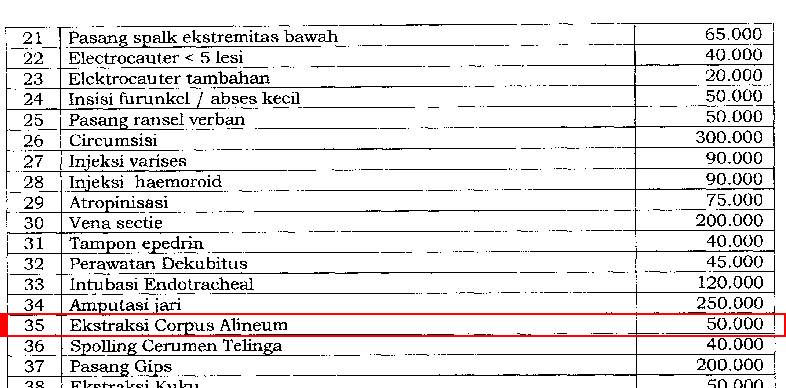 21 Pasang spalk ekstremitas bawah 65.000
22 Electrocauter < 5 lesi 40.000
23 Elektrocauter tambahan 20.000
24 Insisi furunkel / abses kecil 50.000
25 Pasang ransel verban 50.000
26 Circumsisi 300.000
27 Injeksi varises 90.000
28 Injeksi haemoroid 90.000
29 Atropinisasi 75.000
30 Vena sectie 200.000
31 Tampon epedrin 40.000
32 Perawatan Dekubitus 45.000
33 Intubasi Endotracheal 120.000
34 Amputasi jari 250.000
35 Ekstraksi Corpus Alineum 50.000
36 Spolling Cerumen Telinga 40.000
37 Pasang Gips 200.000
38 Ekstraksi Kuku 50.000